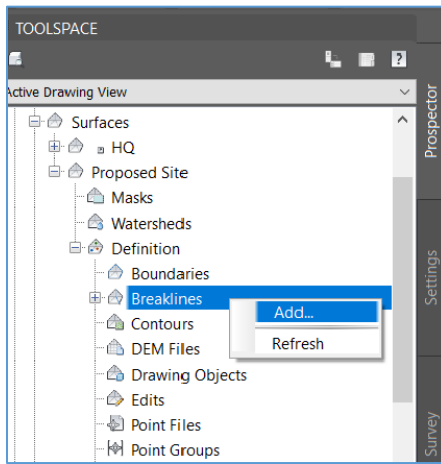 TOOLSPACE
?
Active Drawing View
Surfaces
HQ
Proposed Site
Masks
Watersheds
Definition
Boundaries
Breaklines
Add...
Contours
Refresh
DEM Files
Drawing Objects
Edits
Point Files
Point Groups
Prospector
Settings
Survey